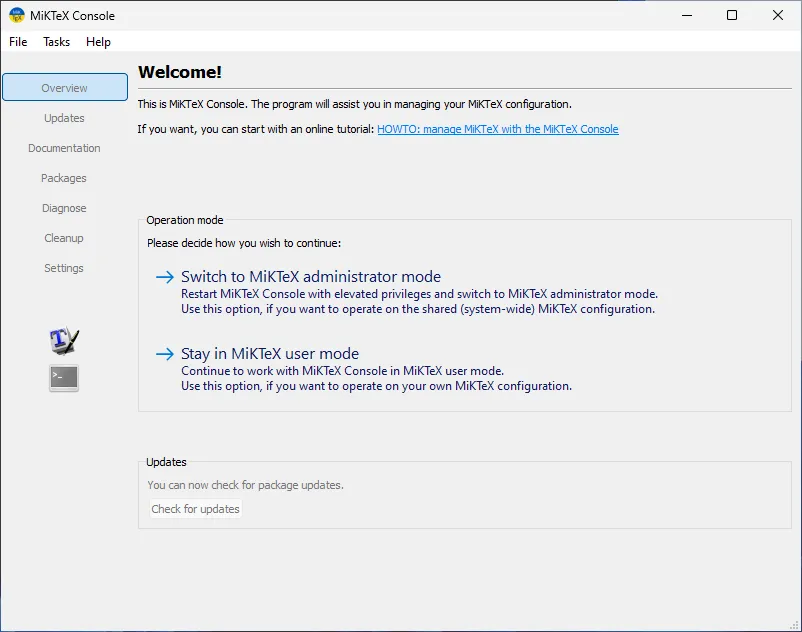 MiKTeX Console
File Tasks Help
Overview
Updates
Documentation
Packages
Diagnose
Cleanup
Settings
Welcome!
This is MiKTeX Console. The program will assist you in managing your MiKTeX configuration.
If you want, you can start with an online tutorial: HOWTO: manage MiKTeX with the MiKTeX Console
Operation mode
Please decide how you wish to continue:
Switch to MiKTeX administrator mode
Restart MiKTeX Console with elevated privileges and switch to MiKTeX administrator mode.
Use this option, if you want to operate on the shared (system-wide) MiKTeX configuration.
Stay in MiKTeX user mode
Continue to work with MiKTeX Console in MiKTeX user mode.
Use this option, if you want to operate on your own MiKTeX configuration.
Updates
You can now check for package updates.
Check for updates